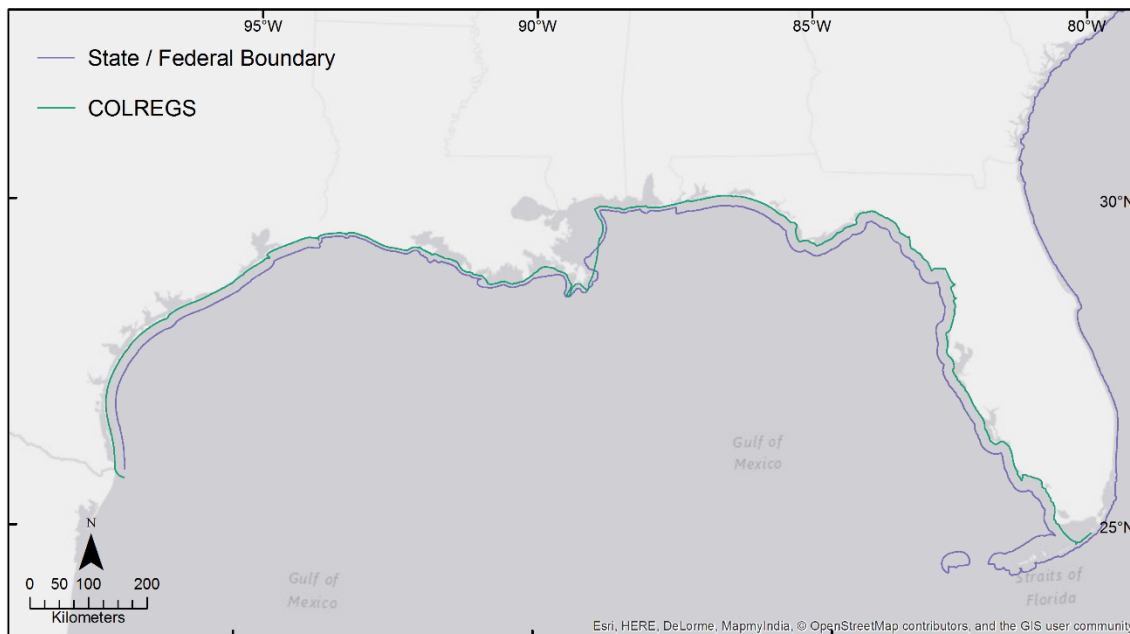 95°W
90°W
85°W
80°W
State / Federal Boundary
COLREGS
30°N
Gulf of
Mexico
25°N
N
0 50 100 200
Kilometers
Gulf of
Mexico
Straits of
Florida
Esri, HERE, DeLorme, MapmyIndia, © OpenStreetMap contributors, and the GIS user community